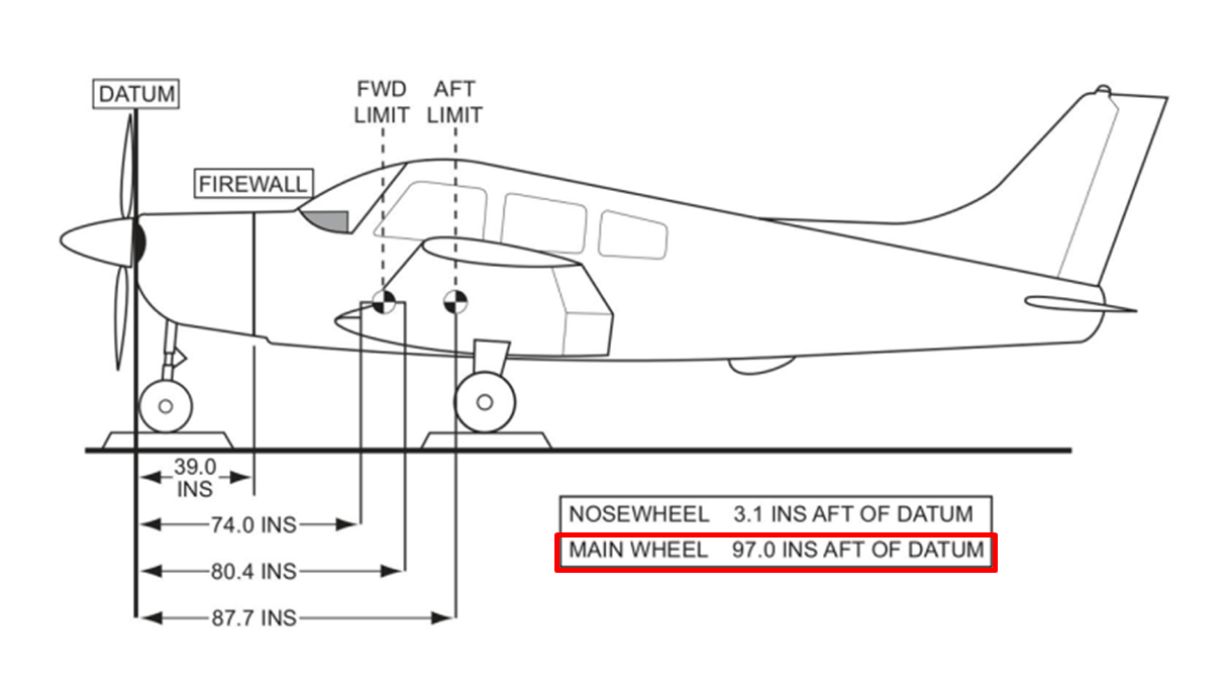 DATUM
FWD
LIMIT
AFT
LIMIT
FIREWALL
39.0
INS
74.0 INS
80.4 INS
87.7 INS
NOSEWHEEL 3.1 INS AFT OF DATUM
MAIN WHEEL 97.0 INS AFT OF DATUM